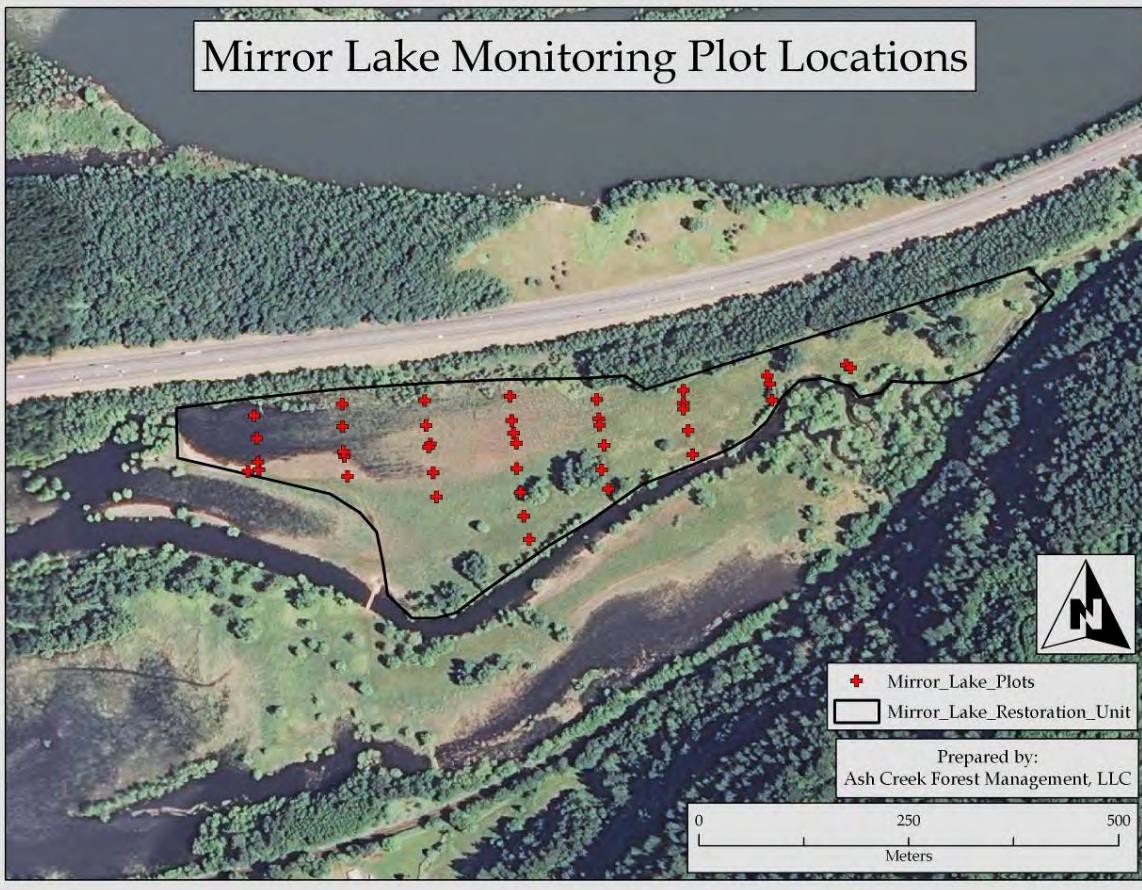 Mirror Lake Monitoring Plot Locations
N
Mirror_Lake_Plots
Mirror_Lake_Restoration_Unit
Prepared by:
Ash Creek Forest Management, LLC
0 250 500
Meters